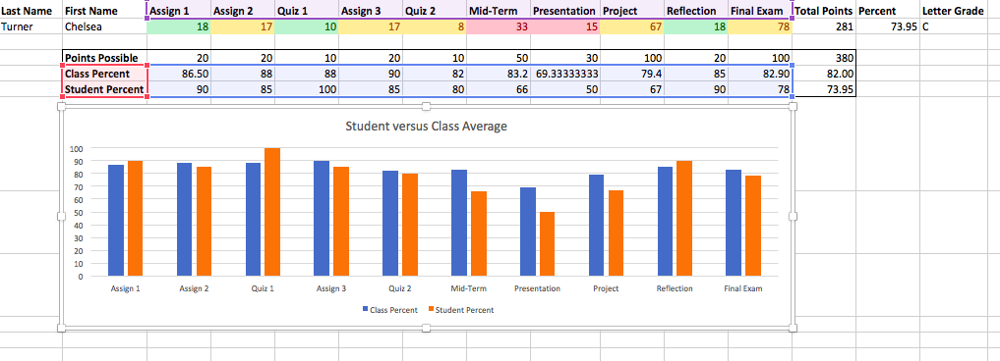 Last Name First Name Assign 1 Assign 2 Quiz 1 Assign 3 Quiz 2 Mid-Term Presentation Project Reflection Final Exam Total Points Percent Letter Grade
Turner Chelsea 18 17 10 17 8 33 15 67 18 78 281 73.95 C
Points Possible 20 20 10 20 10 50 30 100 20 100 380
Class Percent 86.50 88 88 90 82 83.2 69.33333333 79.4 85 82.90 82.00
Student Percent 90 85 100 85 80 66 50 67 90 78 73.95
Student versus Class Average
100
90
80
70
60
50
40
30
20
10
0
Assign 1 Assign 2 Quiz 1 Assign 3 Quiz 2 Mid-Term Presentation Project Reflection Final Exam
Class Percent Student Percent